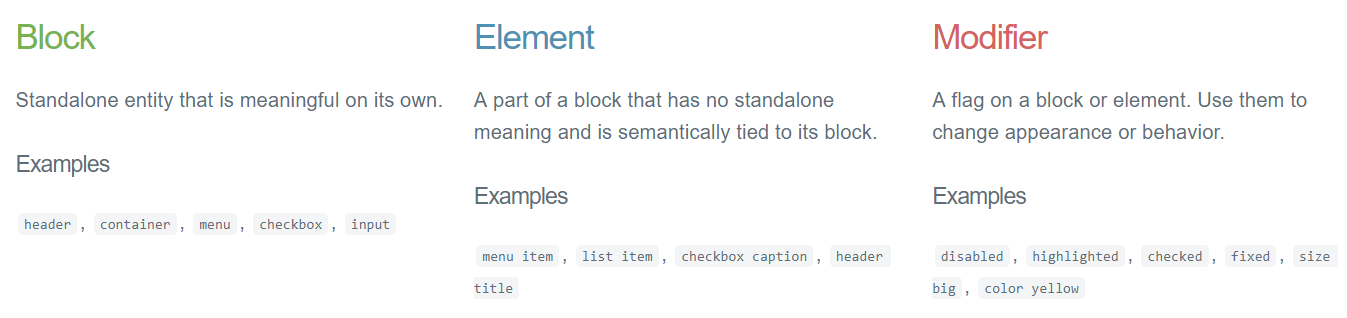 Block
Standalone entity that is meaningful on its own.
Examples
header, container, menu, checkbox, input
Element
A part of a block that has no standalone
meaning and is semantically tied to its block.
Examples
menu item, list item, checkbox caption, header
title
Modifier
A flag on a block or element. Use them to
change appearance or behavior.
Examples
disabled, highlighted, checked, fixed, size
big, color yellow